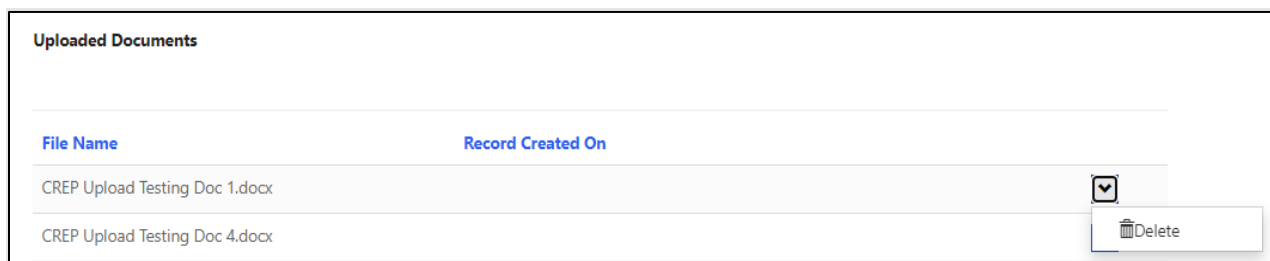 Uploaded Documents
File Name Record Created On
CREP Upload Testing Doc 1.docx
CREP Upload Testing Doc 4.docx
Delete